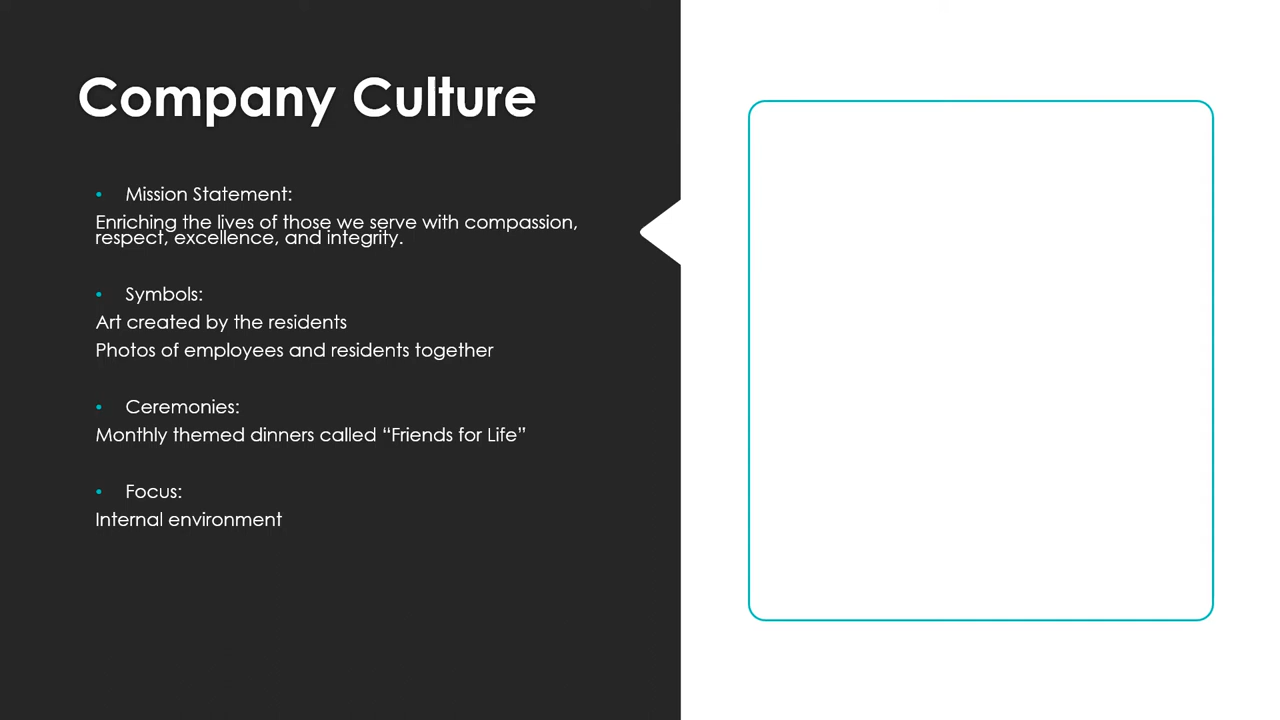 Company Culture
• Mission Statement:
Enriching the lives of those we serve with compassion,
respect, excellence, and integrity.
• Symbols:
Art created by the residents
Photos of employees and residents together
• Ceremonies:
Monthly themed dinners called “Friends for Life”
• Focus:
Internal environment